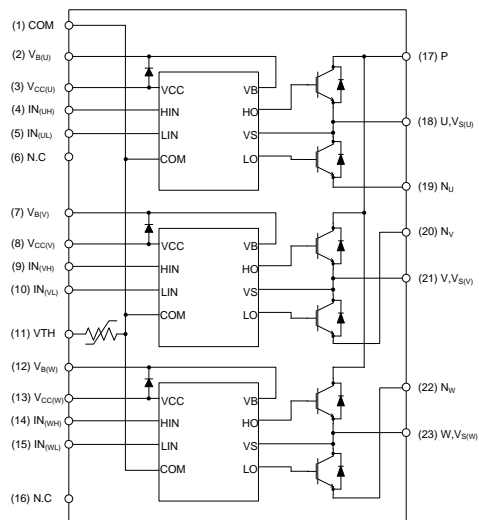 (1) COM
(2) VB(U)
(3) VCC(U)
(4) IN(UH)
(5) IN(UL)
(6) N.C
(7) VB(V)
(8) VCC(V)
(9) IN(VH)
(10) IN(VL)
(11) VTH
(12) VB(W)
(13) VCC(W)
(14) IN(WH)
(15) IN(WL)
(16) N.C
VCC
HIN
LIN
COM
VB
HO
VS
LO
VCC
HIN
LIN
COM
VB
HO
VS
LO
VCC
HIN
LIN
COM
VB
HO
VS
LO
(17) P
(18) U,VS(U)
(19) NU
(20) NV
(21) V,VS(V)
(22) NW
(23) W,VS(W)